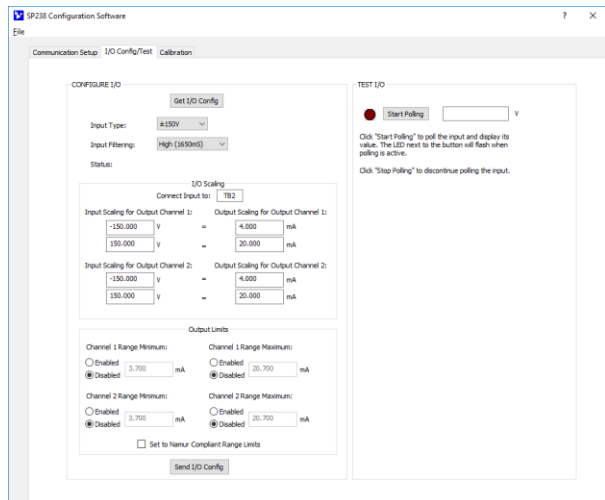 SP238 Configuration Software
? ×
File
Communication Setup I/O Config/Test Calibration
CONFIGURE I/O
Get I/O Config
Input Type: ±150V
Input Filtering: High (1650mS)
Status:
I/O Scaling
Connect Input to: TB2
Input Scaling for Output Channel 1: Output Scaling for Output Channel 1:
-150.000 V = 4.000 mA
150.000 V = 20.000 mA
Input Scaling for Output Channel 2: Output Scaling for Output Channel 2:
-150.000 V = 4.000 mA
150.000 V = 20.000 mA
Output Limits
Channel 1 Range Minimum: Channel 1 Range Maximum:
Enabled Enabled
Disabled 3.700 mA Disabled 20.700 mA
Channel 2 Range Minimum: Channel 2 Range Maximum:
Enabled Enabled
Disabled 3.700 mA Disabled 20.700 mA
Set to Namur Compliant Range Limits
Send I/O Config
TEST I/O
Start Polling V
Click "Start Polling" to poll the input and display its
value. The LED next to the button will flash when
polling is active.
Click "Stop Polling" to discontinue polling the input.